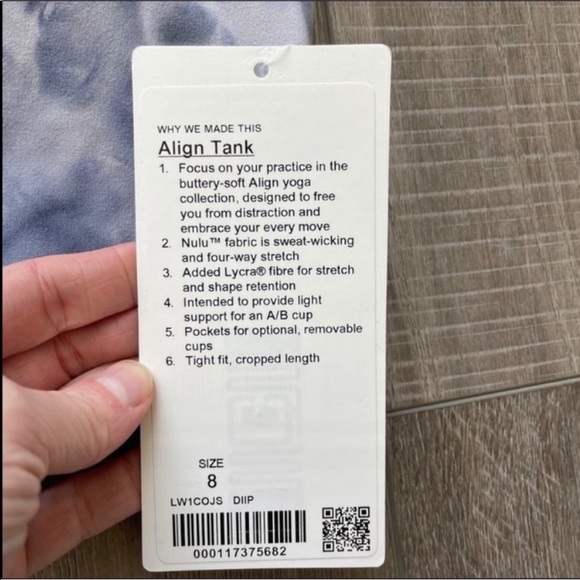 WHY WE MADE THIS
Align Tank
1. Focus on your practice in the
buttery-soft Align yoga
collection, designed to free
you from distraction and
embrace your every move
2. Nulu™ fabric is sweat-wicking
and four-way stretch
3. Added Lycra® fibre for stretch
and shape retention
4. Intended to provide light
support for an A/B cup
5. Pockets for optional, removable
cups
6. Tight fit, cropped length
SIZE
8
LW1COJS DIIP
000117375682